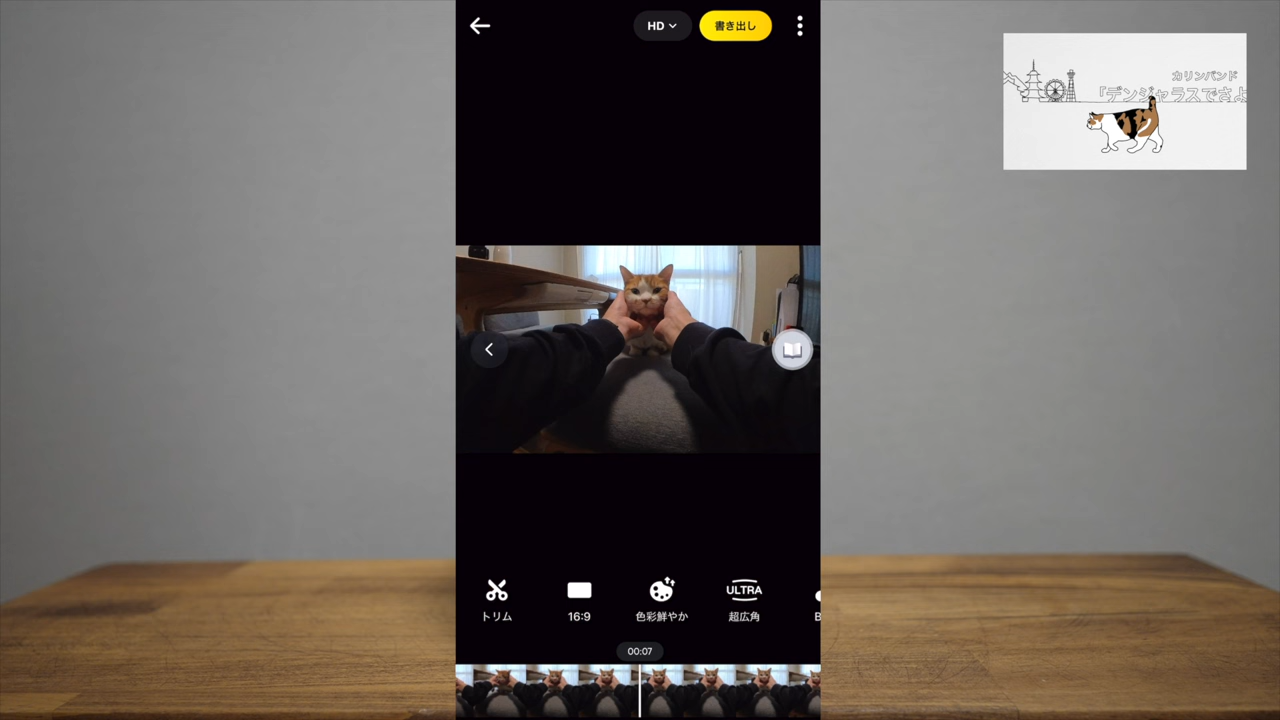 HD
書き出し
カリンバンド
「デンジャラスでさよ
トリム
16:9
色彩鮮やか
ULTRA
超広角
00:07